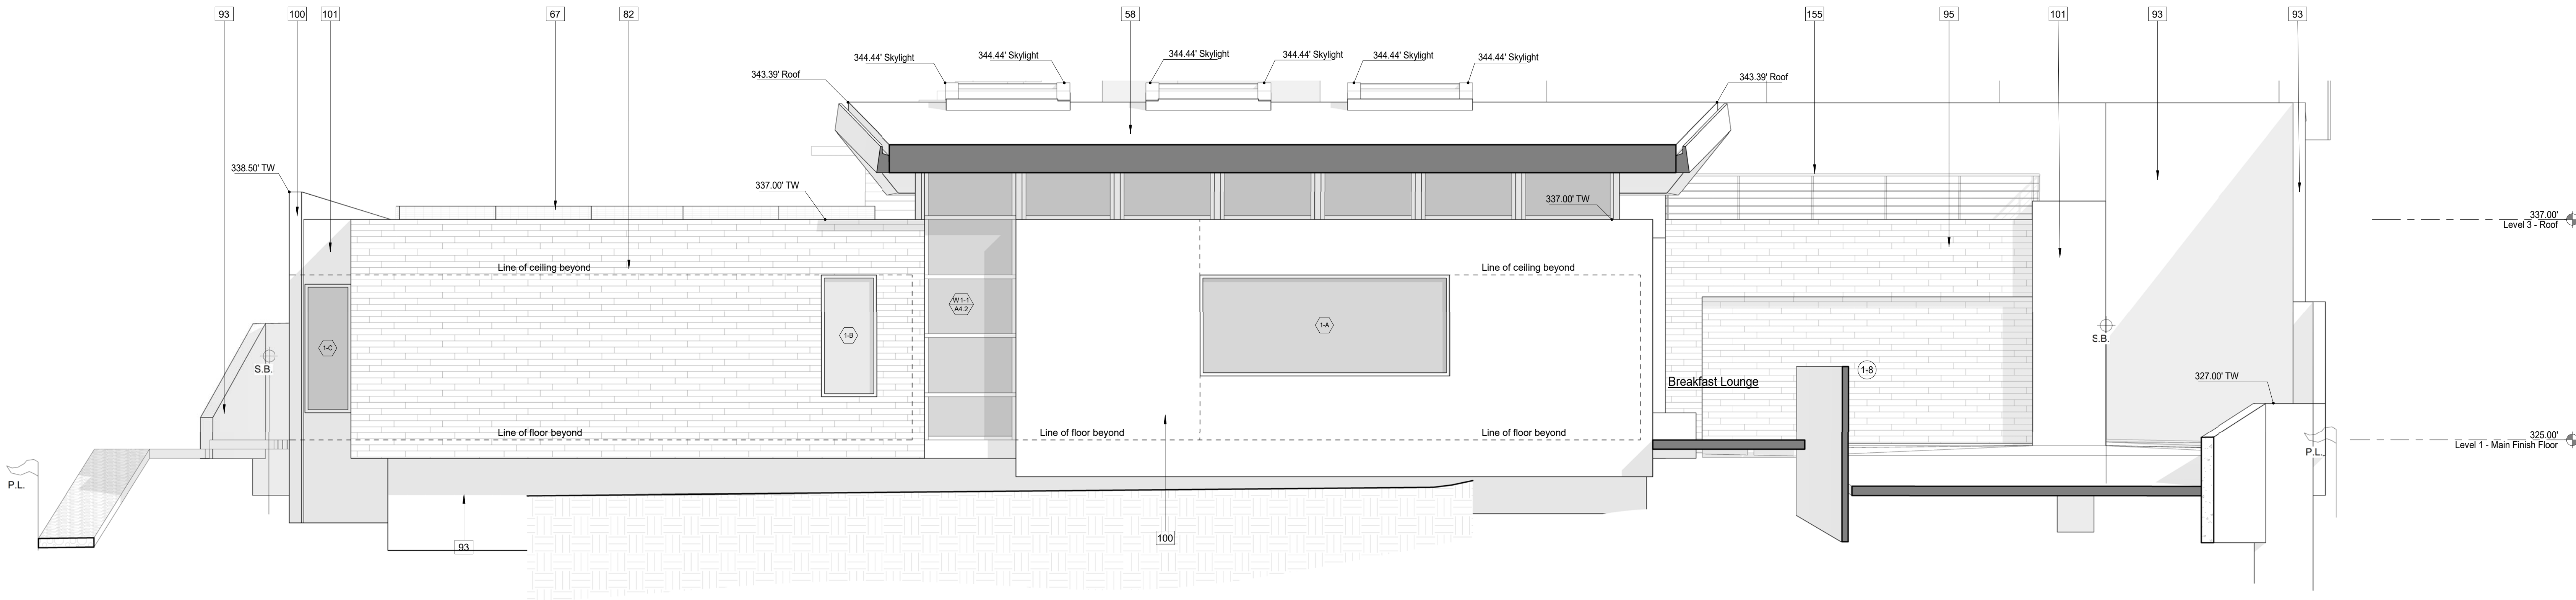 93
100
101
67
82
58
155
95
101
93
93
344.44' Skylight
344.44' Skylight
344.44' Skylight
344.44' Skylight
344.44' Skylight
344.44' Skylight
343.39' Roof
343.39' Roof
338.50' TW
337.00' TW
337.00' TW
337.00'
Level 3 - Roof
Line of ceiling beyond
Line of ceiling beyond
W 1-1
A4.2
1-A
1-B
1-C
S.B.
S.B.
1-8
Breakfast Lounge
327.00' TW
Line of floor beyond
Line of floor beyond
Line of floor beyond
325.00'
Level 1 - Main Finish Floor
P.L.
P.L.
93
100